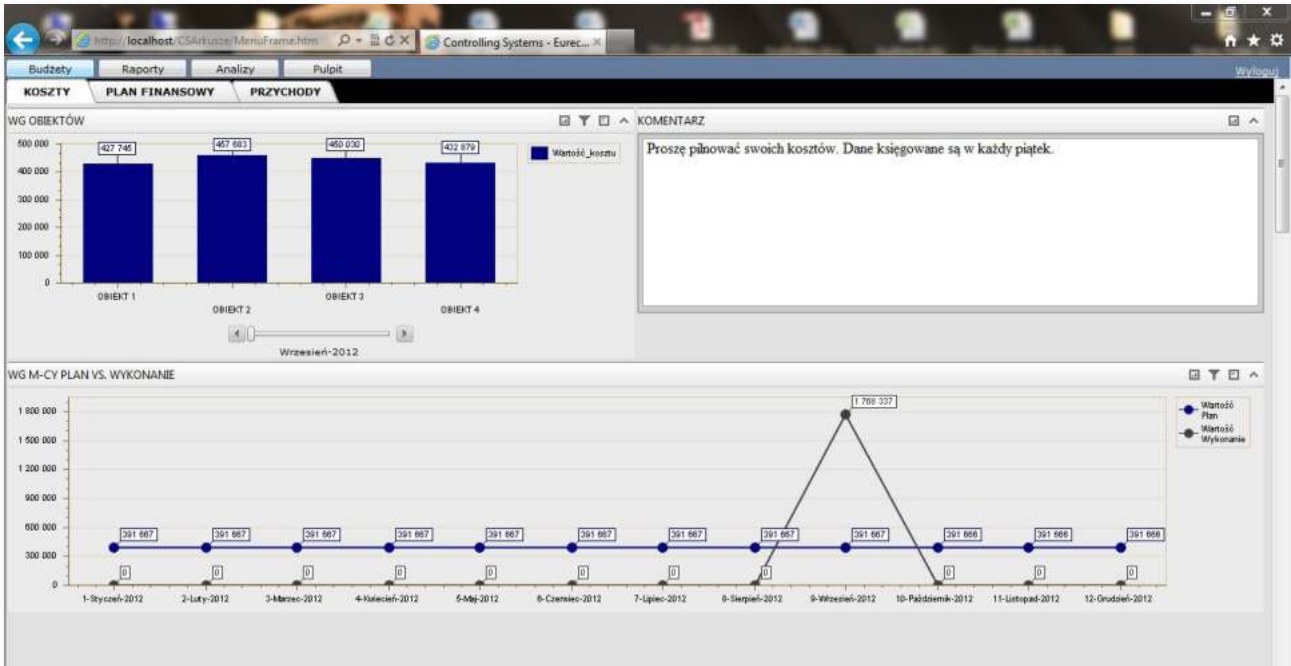 http://localhost/CSArkusze/MenuFrame.htm
Controlling Systems - Eurec...
Budżety Raporty Analizy Pulpit Wyloguj
KOSZTY PLAN FINANSOWY PRZYCHODY
WG OBIEKTÓW
500 000
400 000
300 000
200 000
100 000
0
427 745 457 683 450 030 432 879
OBIEKT 1 OBIEKT 2 OBIEKT 3 OBIEKT 4
Wartość_kosztu
Wrzesień-2012
KOMENTARZ
Proszę pilnować swoich kosztów. Dane księgowane są w każdy piątek.
WG M-CY PLAN VS. WYKONANIE
1 800 000
1 500 000
1 200 000
900 000
600 000
300 000
0
1 768 337
391 667 391 667 391 667 391 667 391 667 391 667 391 667 391 667 391 667 391 666 391 666 391 666
0 0 0 0 0 0 0 0 0 0 0
1-Styczeń-2012 2-Luty-2012 3-Marzec-2012 4-Kwiecień-2012 5-Maj-2012 6-Czerwiec-2012 7-Lipiec-2012 8-Sierpień-2012 9-Wrzesień-2012 10-Październik-2012 11-Listopad-2012 12-Grudzień-2012
Wartość
Plan
Wartość
Wykonanie